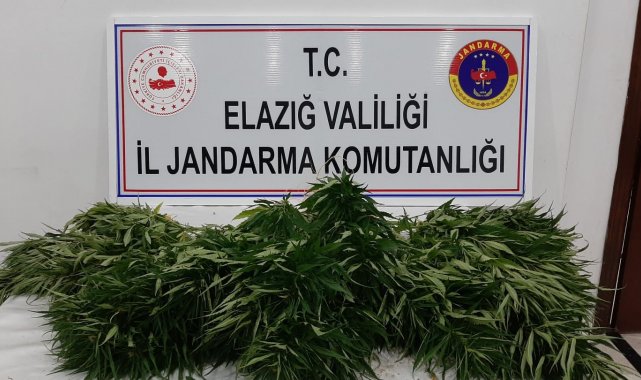 T.C.
ELAZIĞ VALİLİĞİ
İL JANDARMA KOMUTANLIĞI
JANDARMA